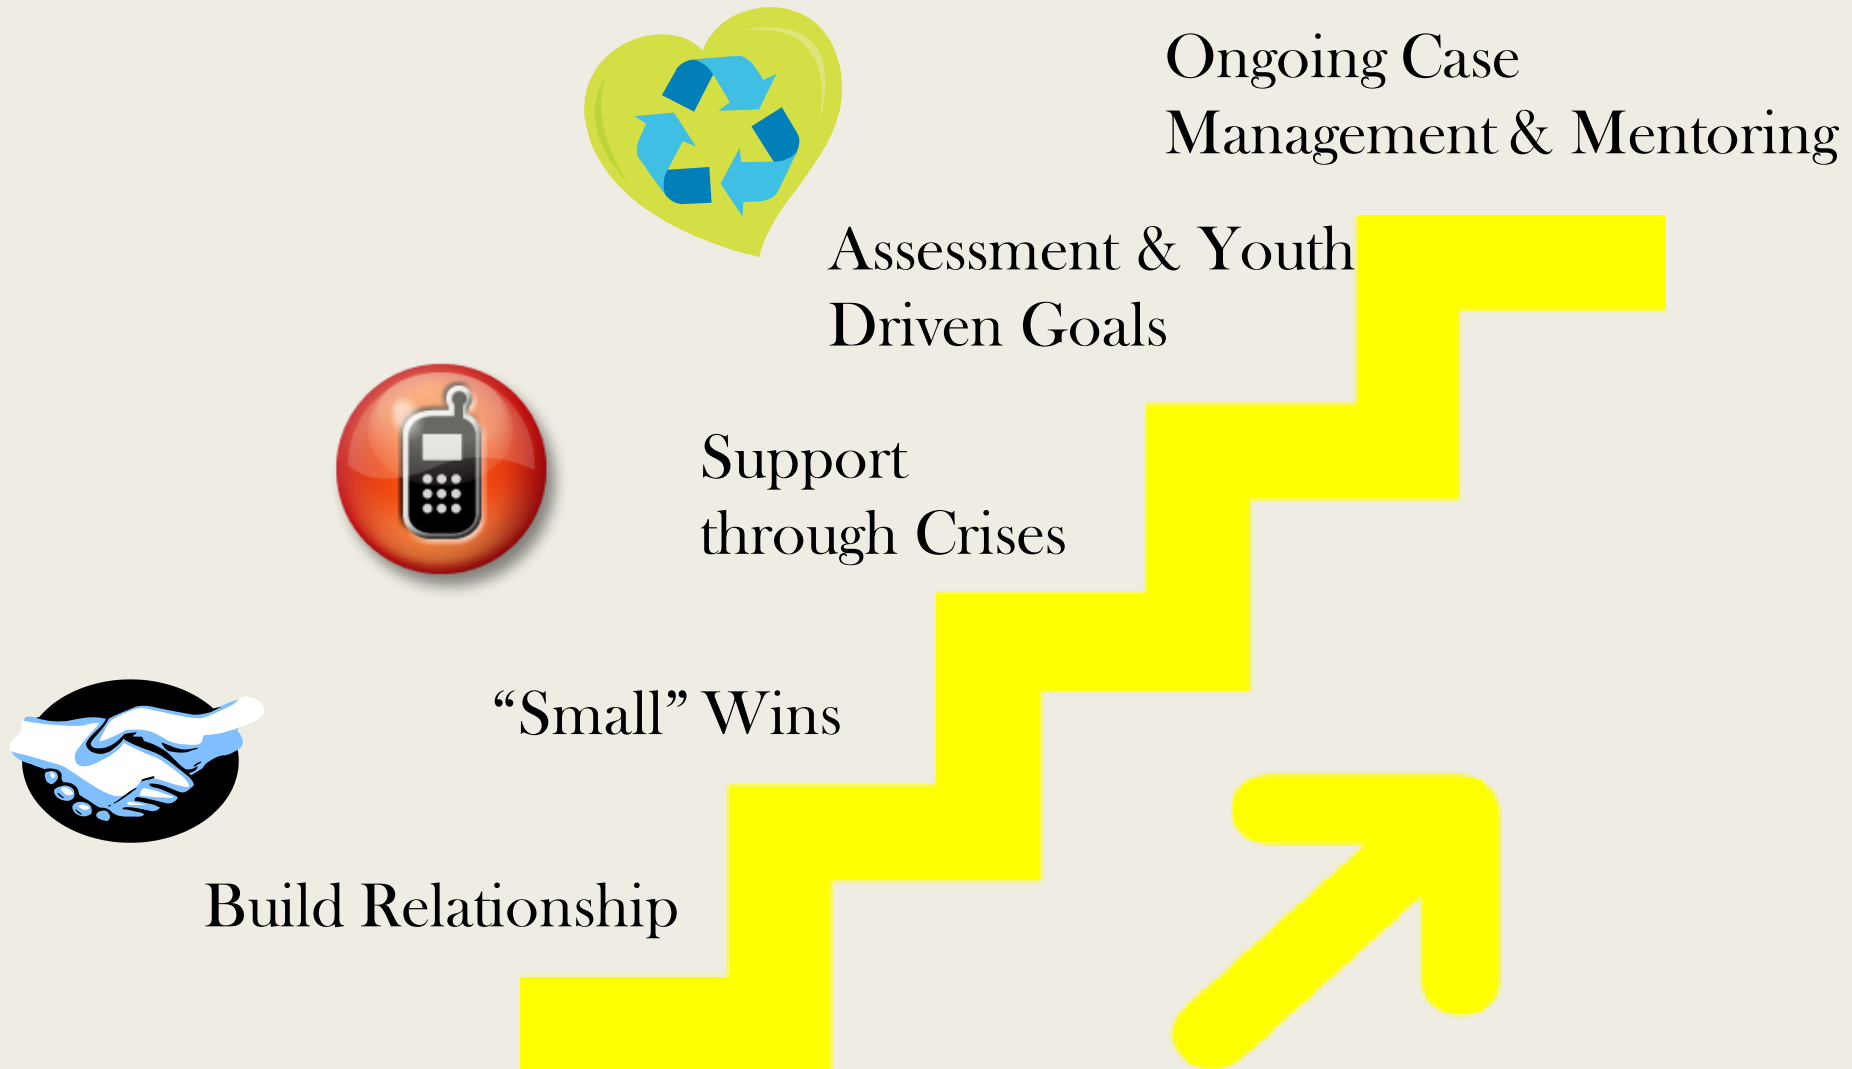 Ongoing Case
Management & Mentoring
Assessment & Youth
Driven Goals
Support
through Crises
“Small” Wins
Build Relationship